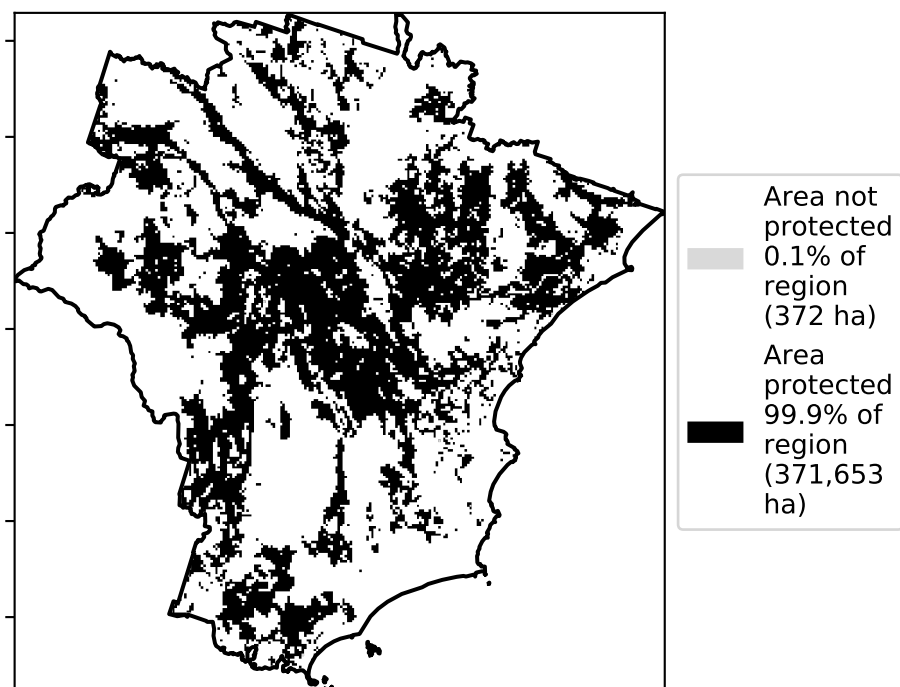 Area not
protected
0.1% of
region
(372 ha)
Area
protected
99.9% of
region
(371,653
ha)